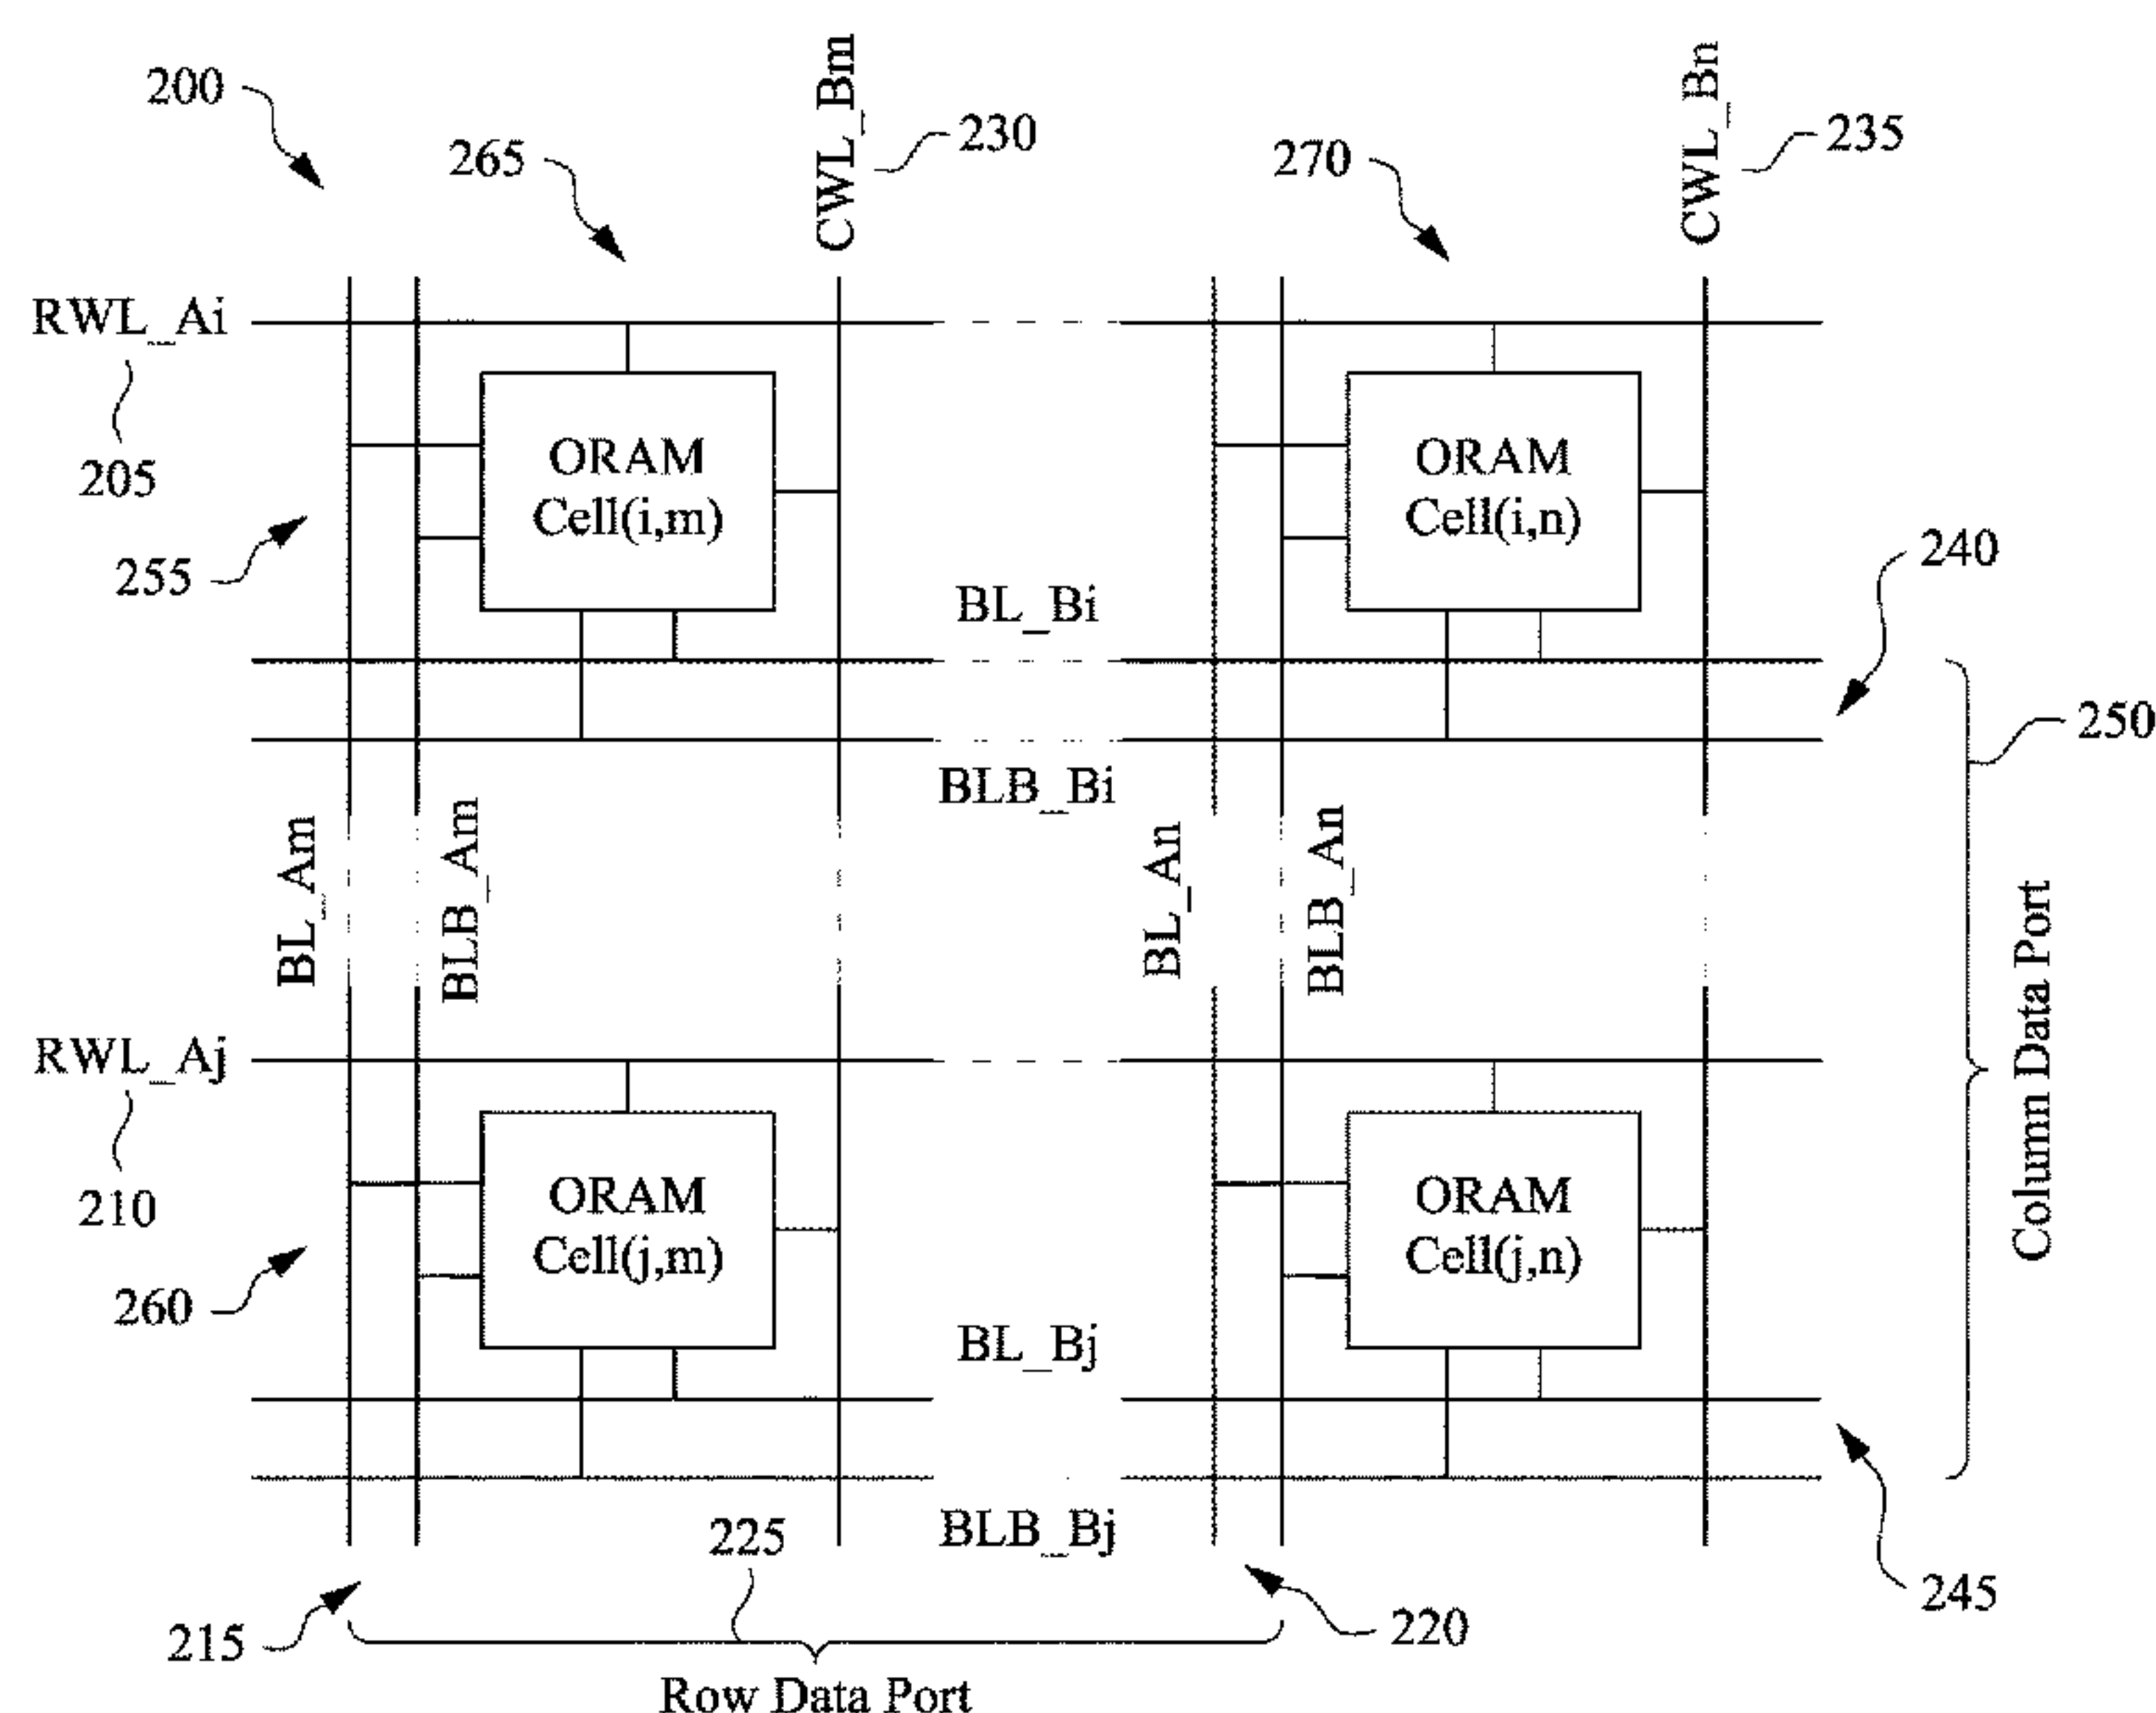 200
265
CWL_Bm
230
270
CWL_Bn
235
RWL_Ai
205
255
ORAM
Cell(i,m)
ORAM
Cell(i,n)
240
BL_Bi
250
BLB_Bi
BL_Am
BLB_Am
BL_An
BLB_An
Column Data Port
RWL_Aj
210
260
ORAM
Cell(j,m)
ORAM
Cell(j,n)
BL_Bj
BLB_Bj
225
245
215
220
Row Data Port